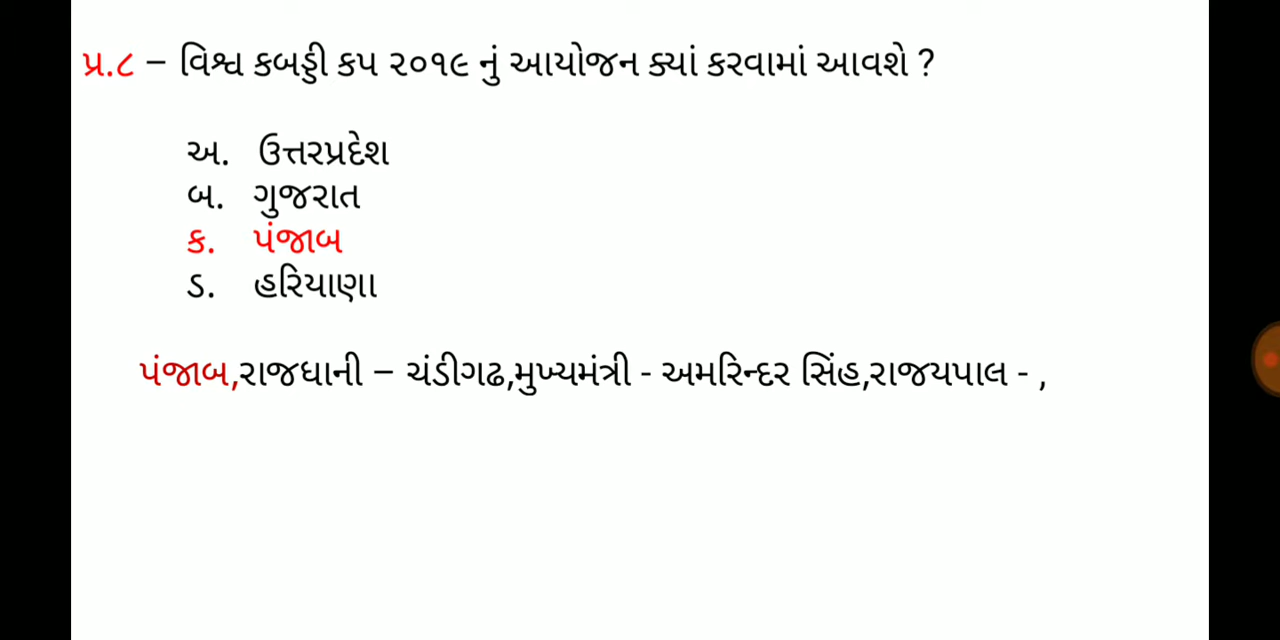 પ્ર.૮ – વિશ્વ કબડ્ડી કપ ૨૦૧૯ નું આયોજન ક્યાં કરવામાં આવશે ?
અ. ઉત્તરપ્રદેશ
બ. ગુજરાત
ક. પંજાબ
ડ. હરિયાણા
પંજાબ,રાજધાની – ચંડીગઢ,મુખ્યમંત્રી - અમરિન્દર સિંહ,રાજયપાલ - ,